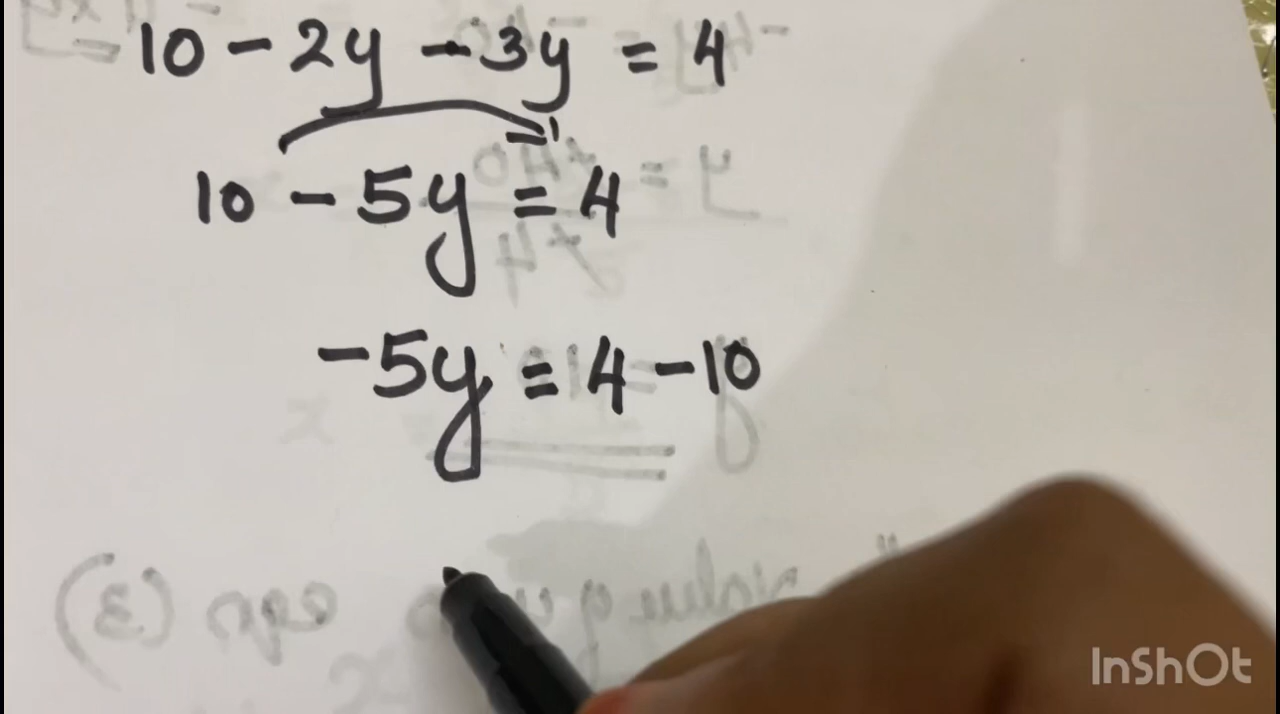 10 - 2y - 3y = 4
10 - 5y = 4
-5y = 4 - 10
InShOt